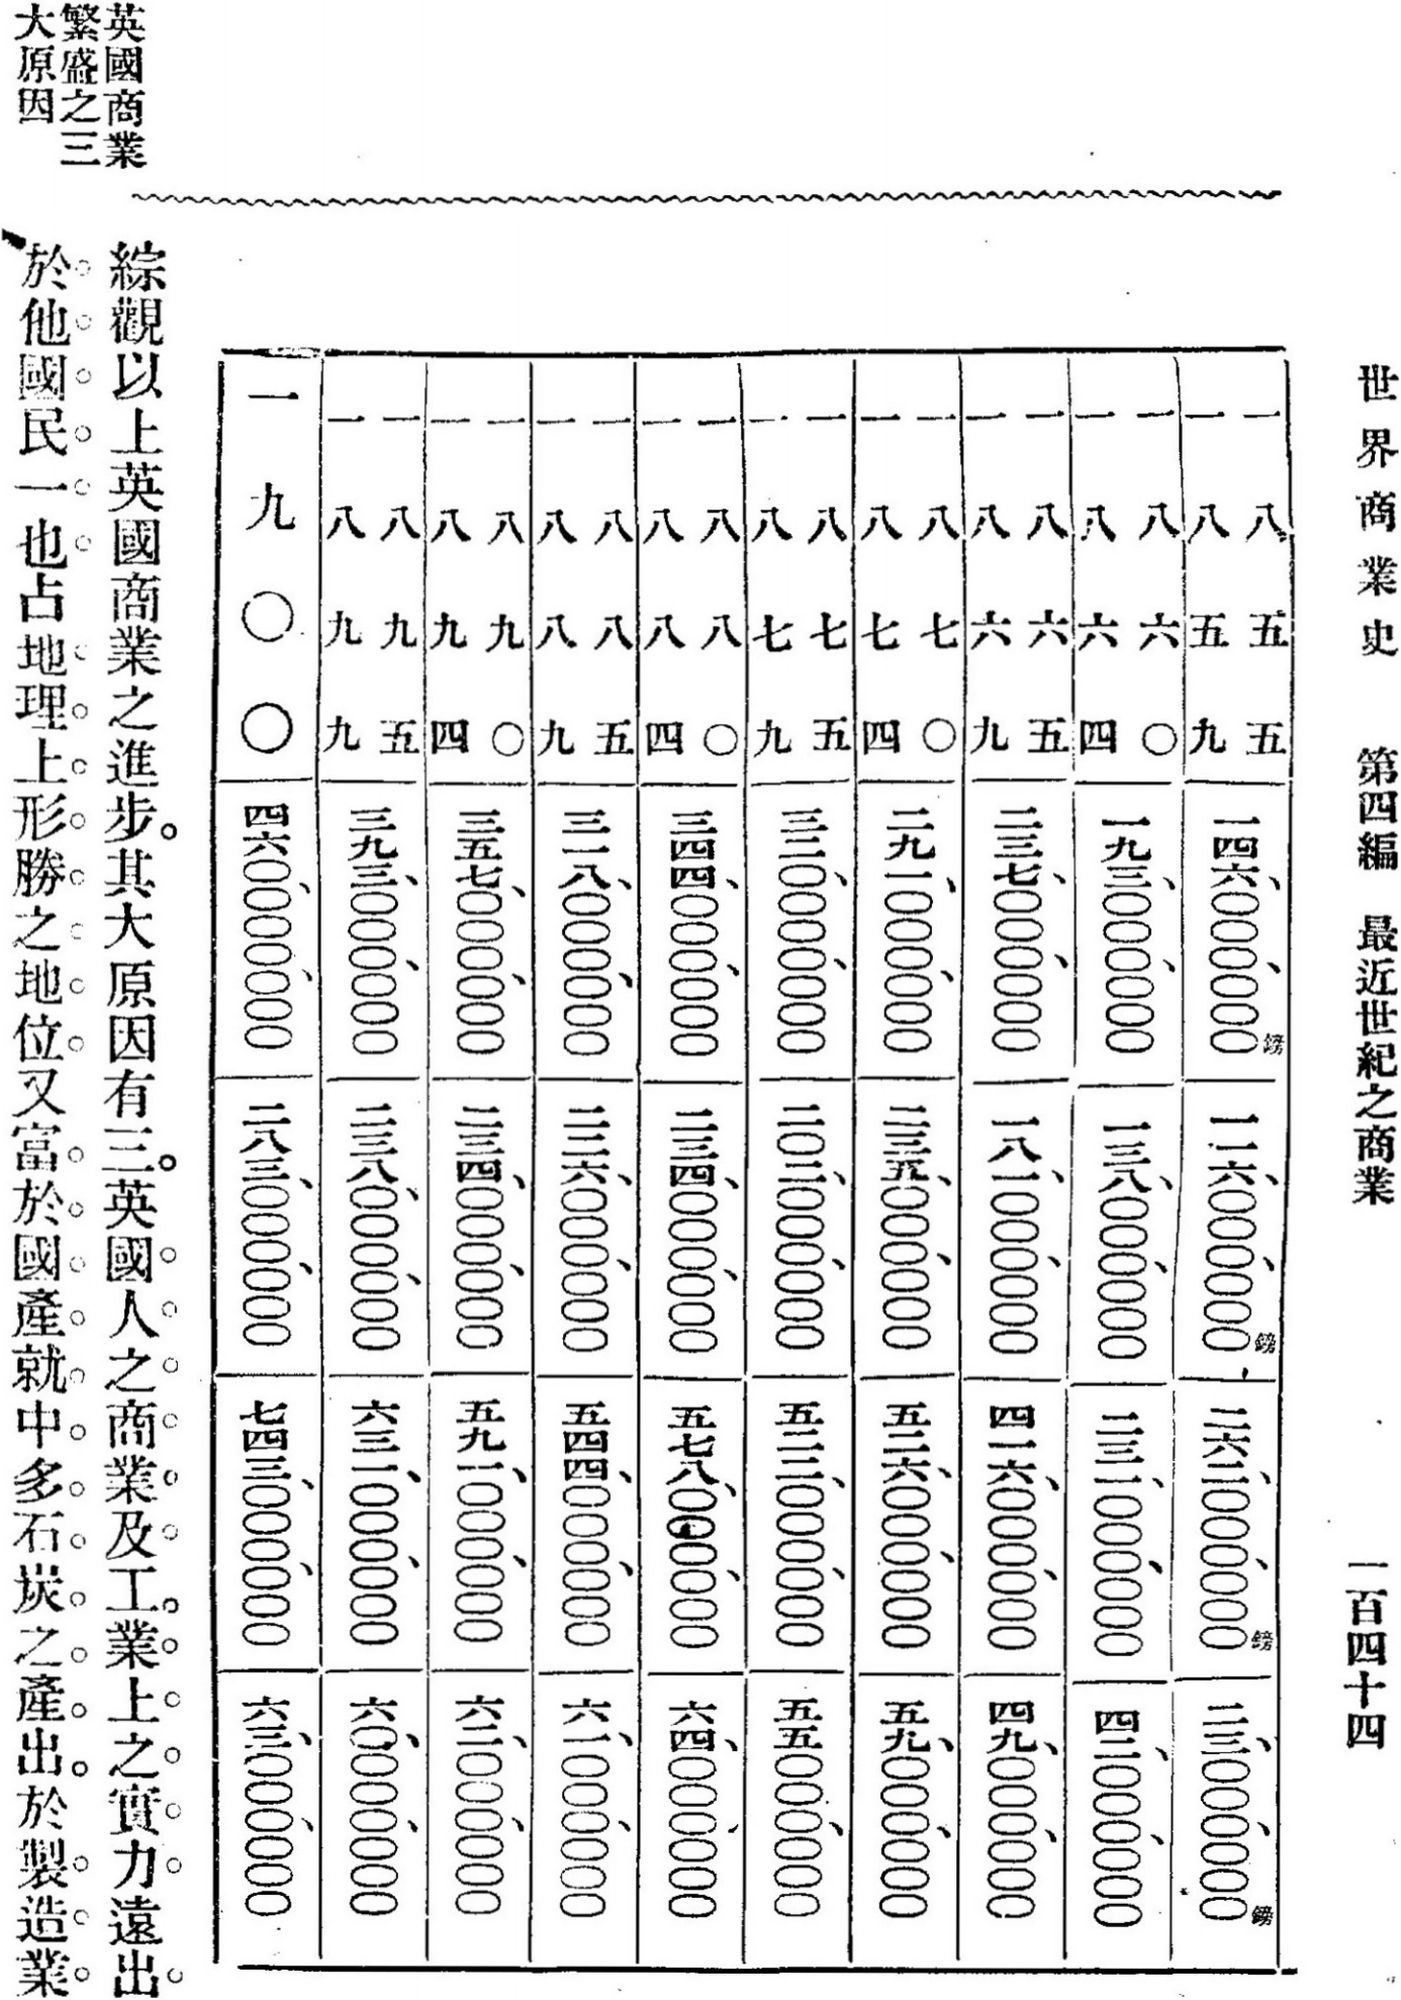 世界商業史　第四編　最近世紀之商業　一百四十四
一八五五
一八五九
一四六、〇〇〇、〇〇〇鎊
一一六、〇〇〇、〇〇〇鎊
二六二、〇〇〇、〇〇〇鎊
二三、〇〇〇、〇〇〇鎊
一八六〇
一八六四
一九三、〇〇〇、〇〇〇
一三八、〇〇〇、〇〇〇
二三一、〇〇〇、〇〇〇
四二、〇〇〇、〇〇〇
一八六五
一八六九
二三七、〇〇〇、〇〇〇
一八一、〇〇〇、〇〇〇
四一六、〇〇〇、〇〇〇
四九、〇〇〇、〇〇〇
一八七〇
一八七四
二九一、〇〇〇、〇〇〇
二三五、〇〇〇、〇〇〇
五二六、〇〇〇、〇〇〇
五九、〇〇〇、〇〇〇
一八七五
一八七九
三二〇、〇〇〇、〇〇〇
二〇二、〇〇〇、〇〇〇
五二二、〇〇〇、〇〇〇
五五、〇〇〇、〇〇〇
一八八〇
一八八四
三四四、〇〇〇、〇〇〇
二三四、〇〇〇、〇〇〇
五七八、〇〇〇、〇〇〇
六四、〇〇〇、〇〇〇
一八八五
一八八九
三一八、〇〇〇、〇〇〇
二二六、〇〇〇、〇〇〇
五四四、〇〇〇、〇〇〇
六一、〇〇〇、〇〇〇
一八九〇
一八九四
三五七、〇〇〇、〇〇〇
二三四、〇〇〇、〇〇〇
五九一、〇〇〇、〇〇〇
六二、〇〇〇、〇〇〇
一八九五
一八九九
三九三、〇〇〇、〇〇〇
二三八、〇〇〇、〇〇〇
六三一、〇〇〇、〇〇〇
六〇、〇〇〇、〇〇〇
一九〇〇
四六〇、〇〇〇、〇〇〇
二八三、〇〇〇、〇〇〇
七四三、〇〇〇、〇〇〇
六三、〇〇〇、〇〇〇
英國商業
繁盛之三
大原因
綜觀以上英國商業之進步。其大原因有三。英國人之商業及工業上之實力遠出
於他國民一也占地理上形勝之地位又富於國產就中多石炭之產出於製造業